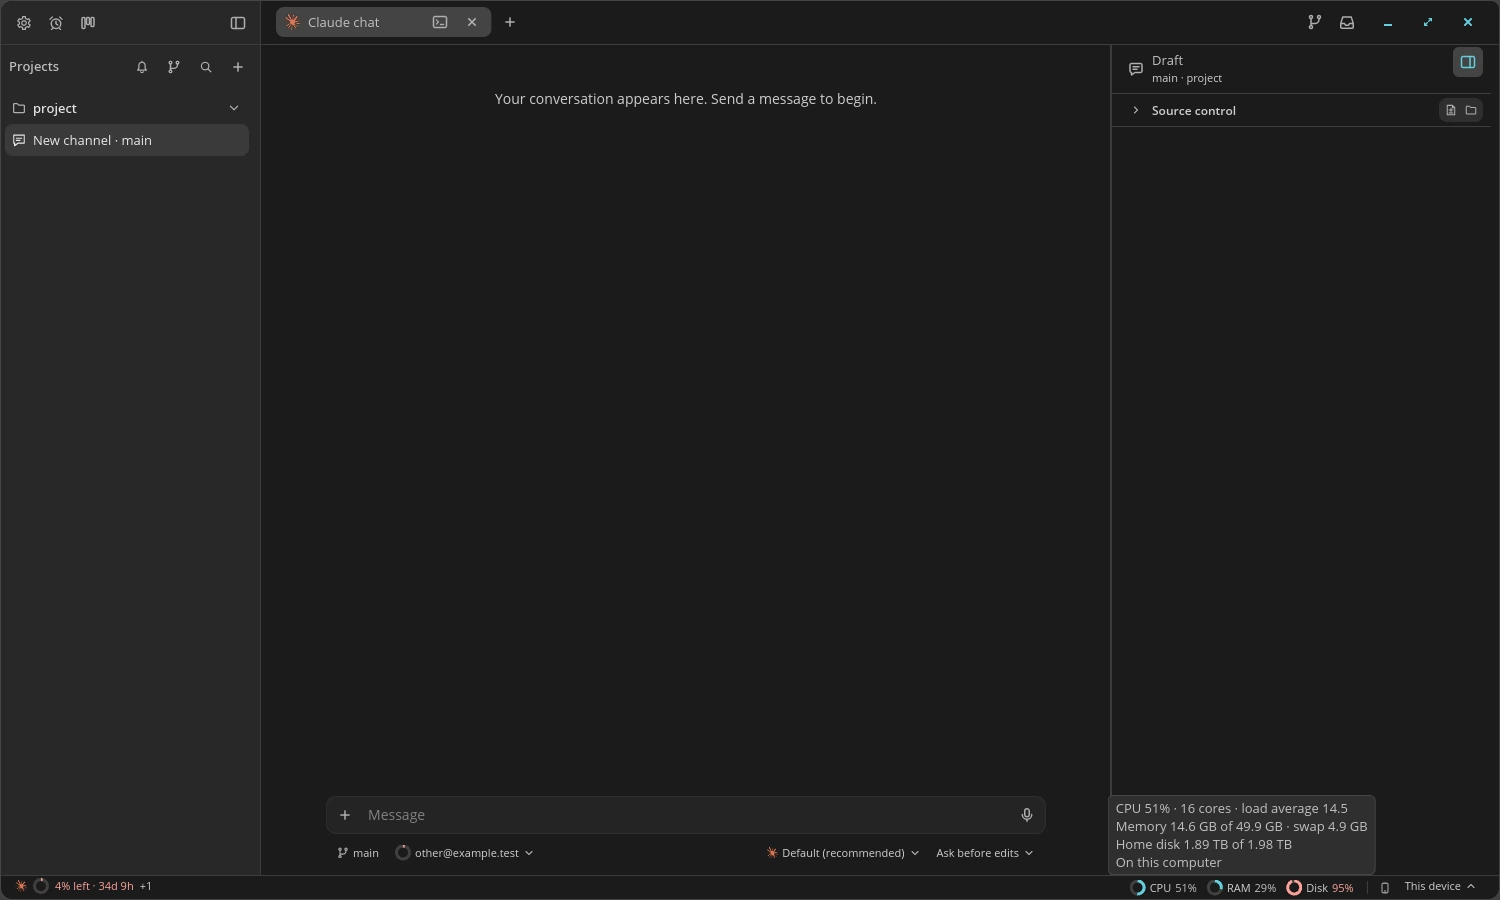 Claude chat
Projects
project
New channel · main
Your conversation appears here. Send a message to begin.
Draft
main · project
Source control
Message
main
other@example.test
Default (recommended)
Ask before edits
CPU 51% · 16 cores · load average 14.5
Memory 14.6 GB of 49.9 GB · swap 4.9 GB
Home disk 1.89 TB of 1.98 TB
On this computer
4% left · 34d 9h +1
CPU 51%
RAM 29%
Disk 95%
This device